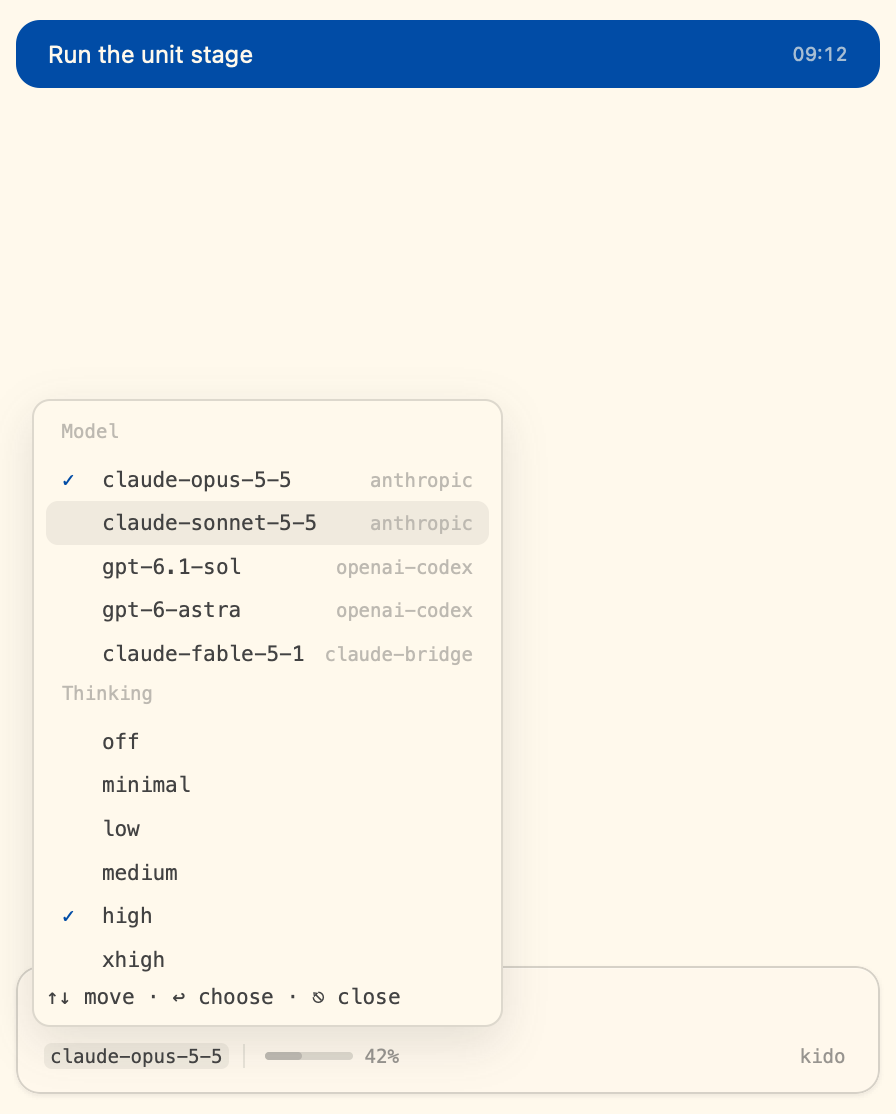 Run the unit stage 09:12
Model
✓ claude-opus-5-5 anthropic
claude-sonnet-5-5 anthropic
gpt-6.1-sol openai-codex
gpt-6-astra openai-codex
claude-fable-5-1 claude-bridge
Thinking
off
minimal
low
medium
✓ high
xhigh
↑↓ move · ↩ choose · ⎋ close
claude-opus-5-5 42% kido